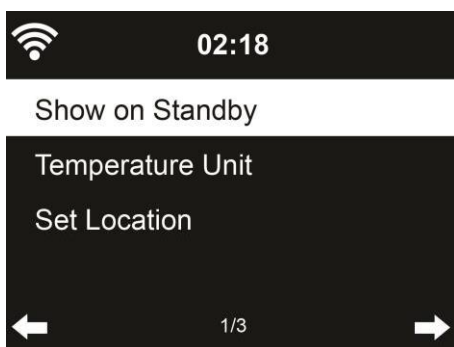 02:18
Show on Standby
Temperature Unit
Set Location
1/3